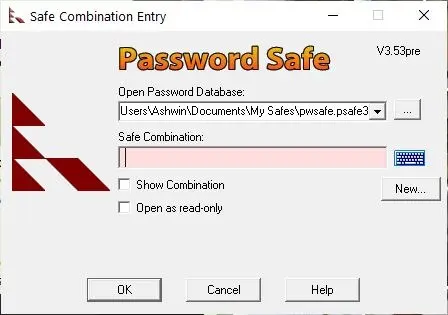 Safe Combination Entry
Password Safe
V3.53pre
Open Password Database:
Users\Ashwin\Documents\My Safes\pwsafe.psafe3
...
Safe Combination:
Show Combination
New...
Open as read-only
OK
Cancel
Help